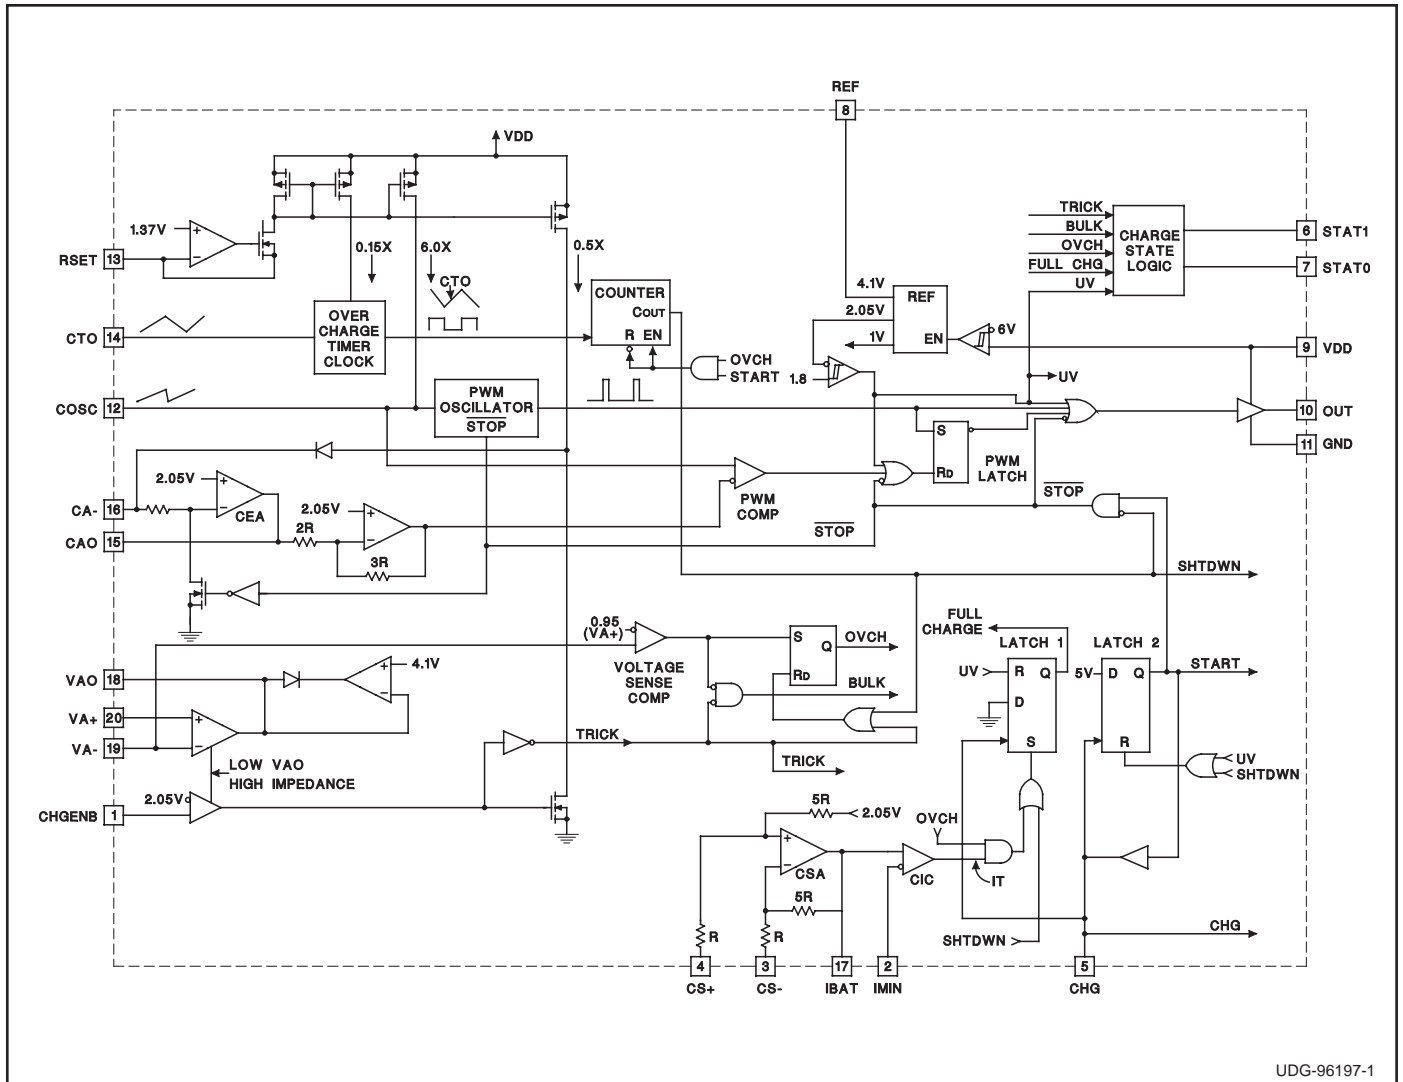 REF
8
VDD
1.37V
RSET 13
0.15X
6.0X
0.5X
CTO
TRICK
BULK
OVCH
FULL CHG
UV
CHARGE
STATE
LOGIC
6 STAT1
7 STAT0
COUNTER
COUT
R EN
4.1V
2.05V
1V
REF
EN
6V
CTO 14
OVER
CHARGE
TIMER
CLOCK
OVCH
START
1.8
UV
9 VDD
COSC 12
PWM
OSCILLATOR
STOP
10 OUT
11 GND
S
RD
PWM
LATCH
2.05V
CEA
CA- 16
CAO 15
2R
2.05V
3R
PWM
COMP
STOP
STOP
SHTDWN
0.95
(VA+)
VOLTAGE
SENSE
COMP
S
Q
RD
OVCH
BULK
FULL
CHARGE
LATCH 1
LATCH 2
UV
R
Q
D
S
5V
D
Q
R
START
UV
SHTDWN
VAO 18
4.1V
VA+ 20
VA- 19
LOW VAO
HIGH IMPEDANCE
TRICK
TRICK
2.05V
CHGENB 1
5R
2.05V
CSA
5R
OVCH
CIC
IT
R
R
SHTDWN
CHG
4
3
17
2
5
CS+
CS-
IBAT
IMIN
CHG
UDG-96197-1